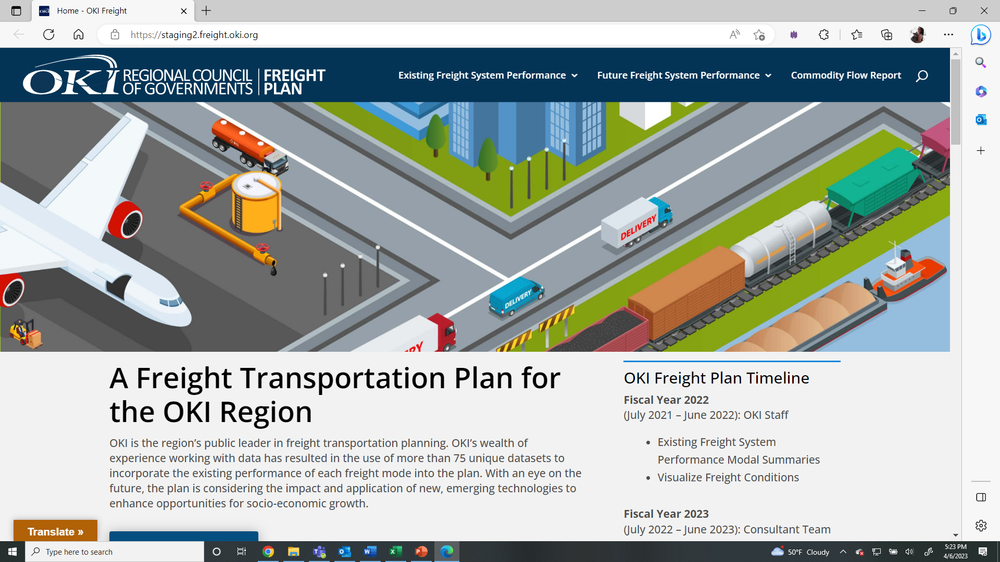 Home - OKI Freight
https://staging2.freight.oki.org
OKI REGIONAL COUNCIL OF GOVERNMENTS | FREIGHT PLAN
Existing Freight System Performance
Future Freight System Performance
Commodity Flow Report
OIL
DELIVERY
DELIVERY
RY
A Freight Transportation Plan for
the OKI Region
OKI is the region’s public leader in freight transportation planning. OKI’s wealth of
experience working with data has resulted in the use of more than 75 unique datasets to
incorporate the existing performance of each freight mode into the plan. With an eye on the
future, the plan is considering the impact and application of new, emerging technologies to
enhance opportunities for socio-economic growth.
OKI Freight Plan Timeline
Fiscal Year 2022
(July 2021 – June 2022): OKI Staff
• Existing Freight System
Performance Modal Summaries
• Visualize Freight Conditions
Fiscal Year 2023
(July 2022 – June 2023): Consultant Team
Translate »
Type here to search
50°F Cloudy
5:23 PM
4/6/2023